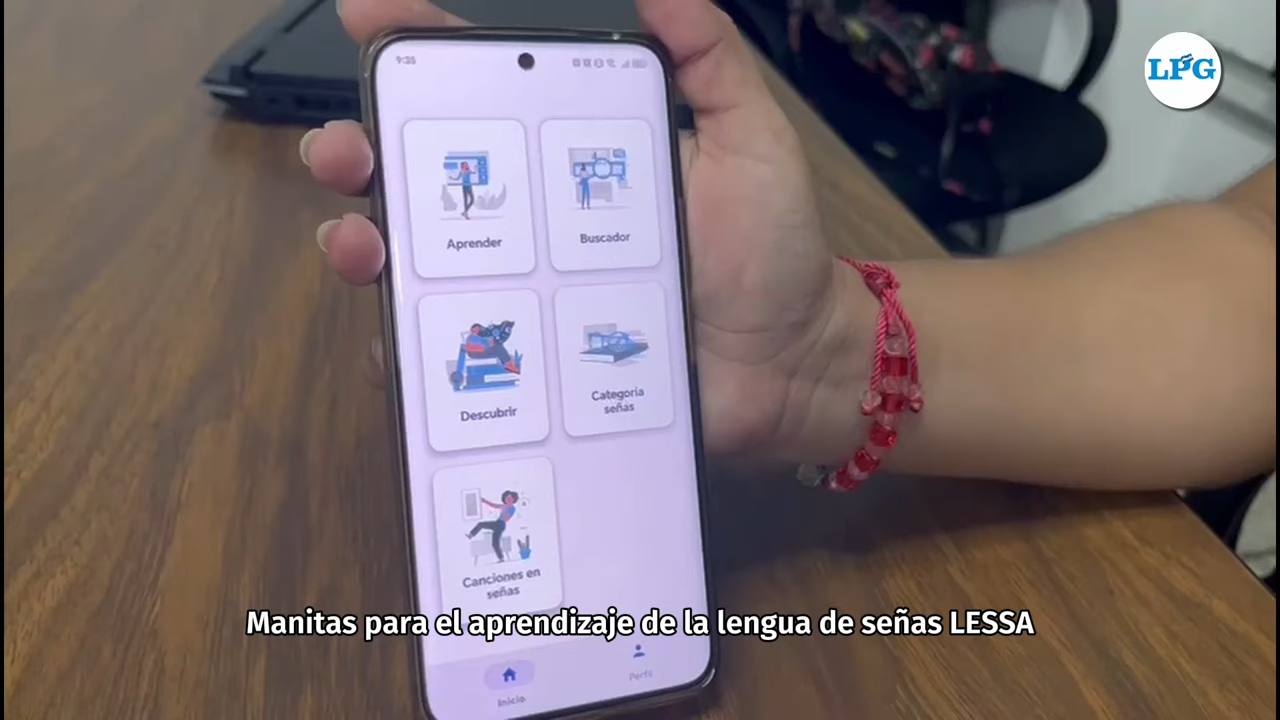 9:35
LPG
Aprender
Buscador
Descubrir
Categoría
señas
Canciones en
señas
Manitas para el aprendizaje de la lengua de señas LESSA
Inicio
Perfil